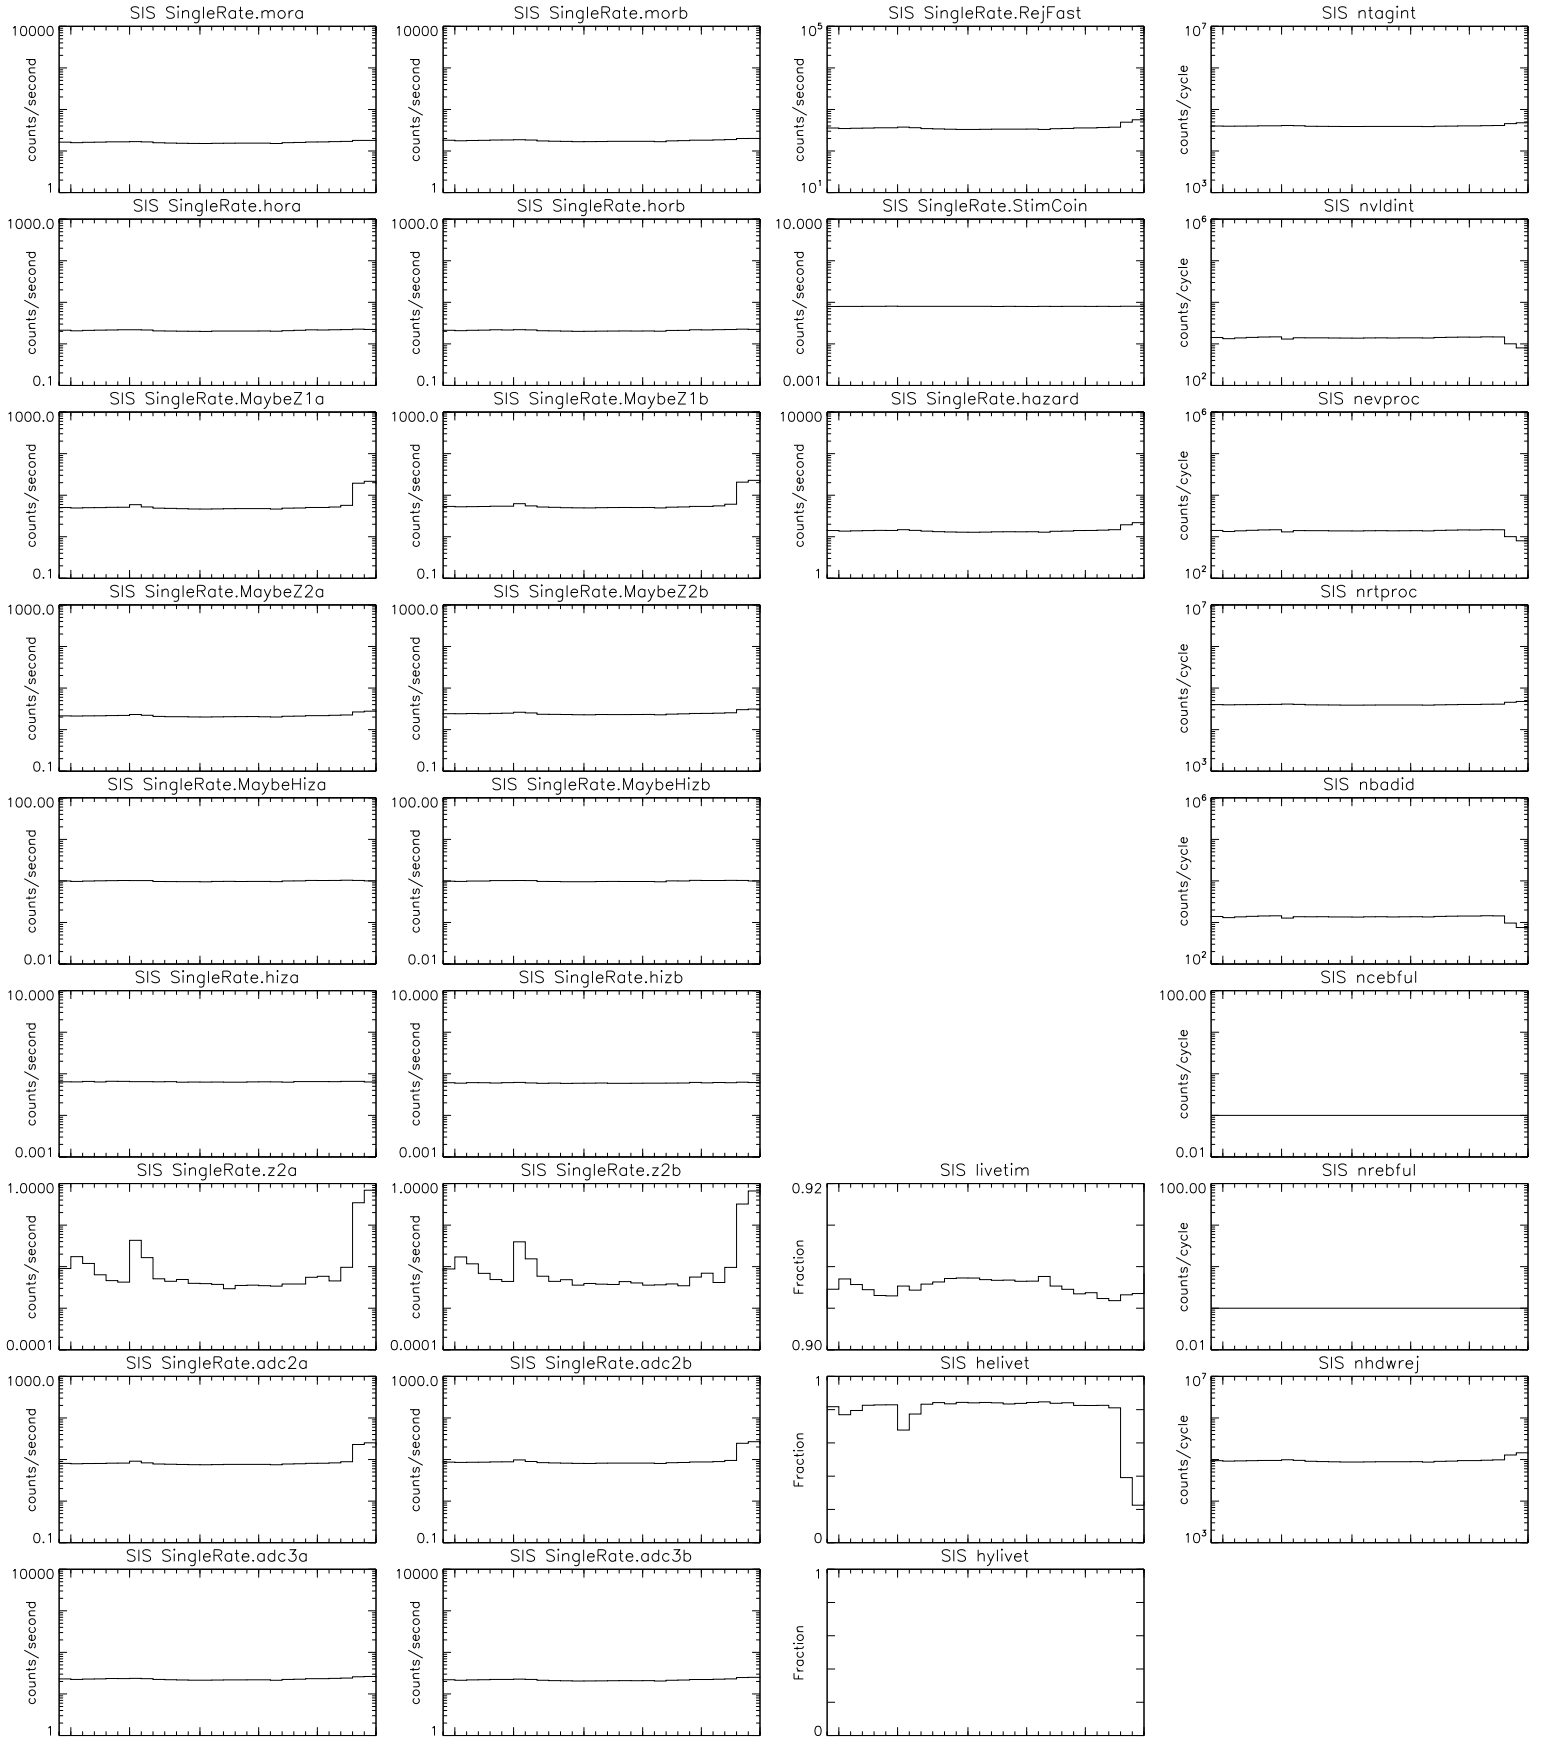 SIS SingleRate.mora
10000
counts/second
1
SIS SingleRate.morb
10000
counts/second
1
SIS SingleRate.RejFast
10^5
counts/second
10^1
SIS ntagint
10^7
counts/cycle
10^3
SIS SingleRate.hora
1000.0
counts/second
0.1
SIS SingleRate.horb
1000.0
counts/second
0.1
SIS SingleRate.StimCoin
10.000
counts/second
0.001
SIS nvldint
10^6
counts/cycle
10^2
SIS SingleRate.MaybeZ1a
1000.0
counts/second
0.1
SIS SingleRate.MaybeZ1b
1000.0
counts/second
0.1
SIS SingleRate.hazard
10000
counts/second
1
SIS nevproc
10^6
counts/cycle
10^2
SIS SingleRate.MaybeZ2a
1000.0
counts/second
0.1
SIS SingleRate.MaybeZ2b
1000.0
counts/second
0.1
SIS nrtproc
10^7
counts/cycle
10^3
SIS SingleRate.MaybeHiza
100.00
counts/second
0.01
SIS SingleRate.MaybeHizb
100.00
counts/second
0.01
SIS nbadid
10^6
counts/cycle
10^2
SIS SingleRate.hiza
10.000
counts/second
0.001
SIS SingleRate.hizb
10.000
counts/second
0.001
SIS ncebful
100.00
counts/cycle
0.01
SIS SingleRate.z2a
1.0000
counts/second
0.0001
SIS SingleRate.z2b
1.0000
counts/second
0.0001
SIS livetim
0.92
Fraction
0.90
SIS nrebful
100.00
counts/cycle
0.01
SIS SingleRate.adc2a
1000.0
counts/second
0.1
SIS SingleRate.adc2b
1000.0
counts/second
0.1
SIS helivet
1
Fraction
0
SIS nhdwrej
10^7
counts/cycle
10^3
SIS SingleRate.adc3a
10000
counts/second
1
SIS SingleRate.adc3b
10000
counts/second
1
SIS hylivet
1
Fraction
0